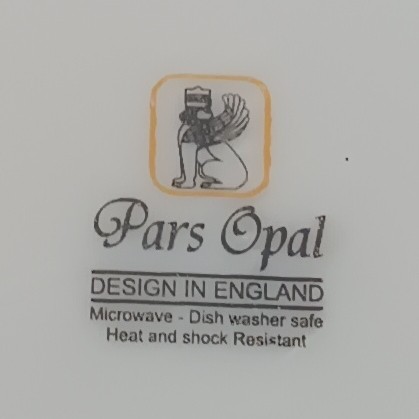 Pars Opal
DESIGN IN ENGLAND
Microwave - Dish washer safe
Heat and shock Resistant